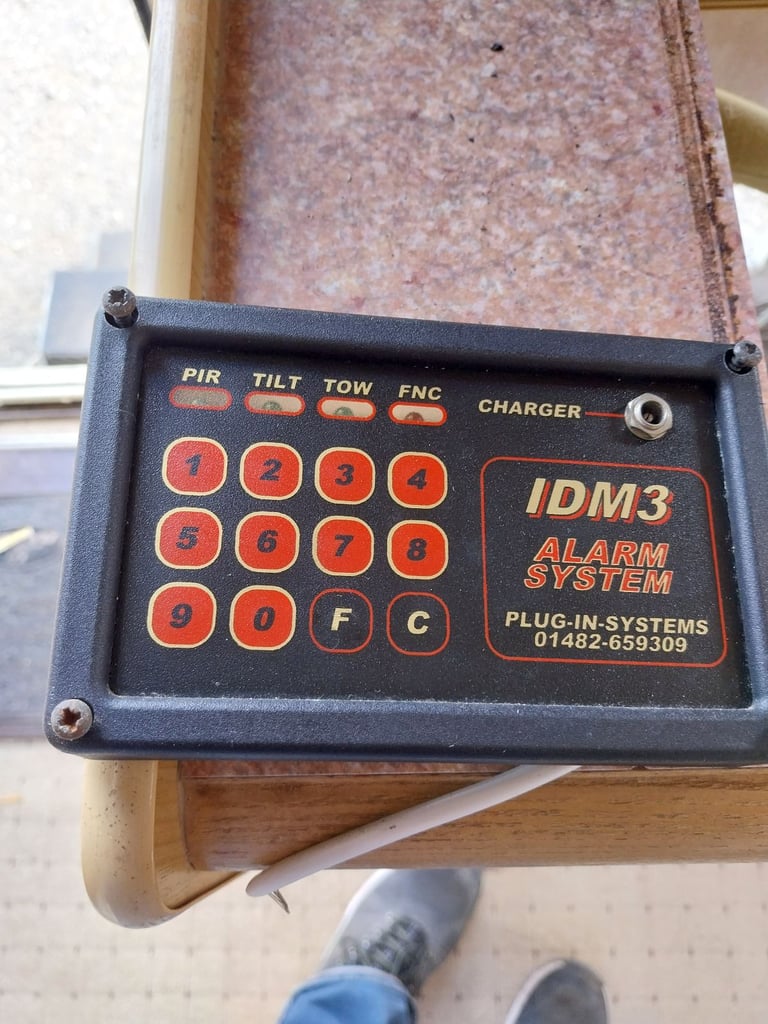 PIR TILT TOW FNC
CHARGER
1 2 3 4
5 6 7 8
9 0 F C
IDM3
ALARM
SYSTEM
PLUG-IN-SYSTEMS
01482-659309